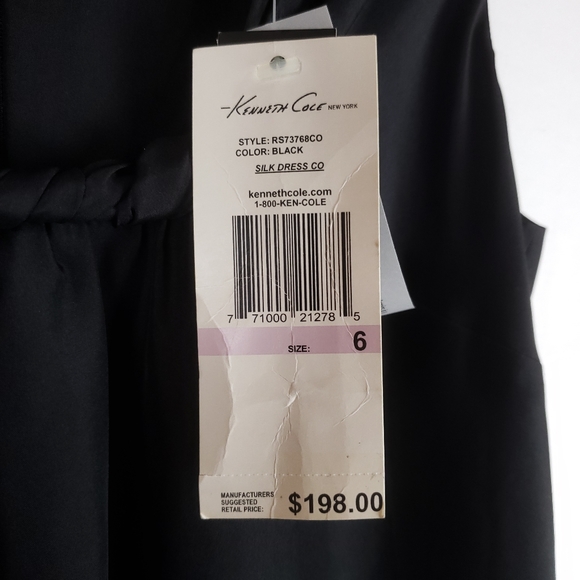 Kenneth Cole NEW YORK
STYLE: RS73768CO
COLOR: BLACK
SILK DRESS CO
kennethcole.com
1-800-KEN-COLE
7 71000 21278 5
SIZE: 6
MANUFACTURERS
SUGGESTED
RETAIL PRICE: $198.00